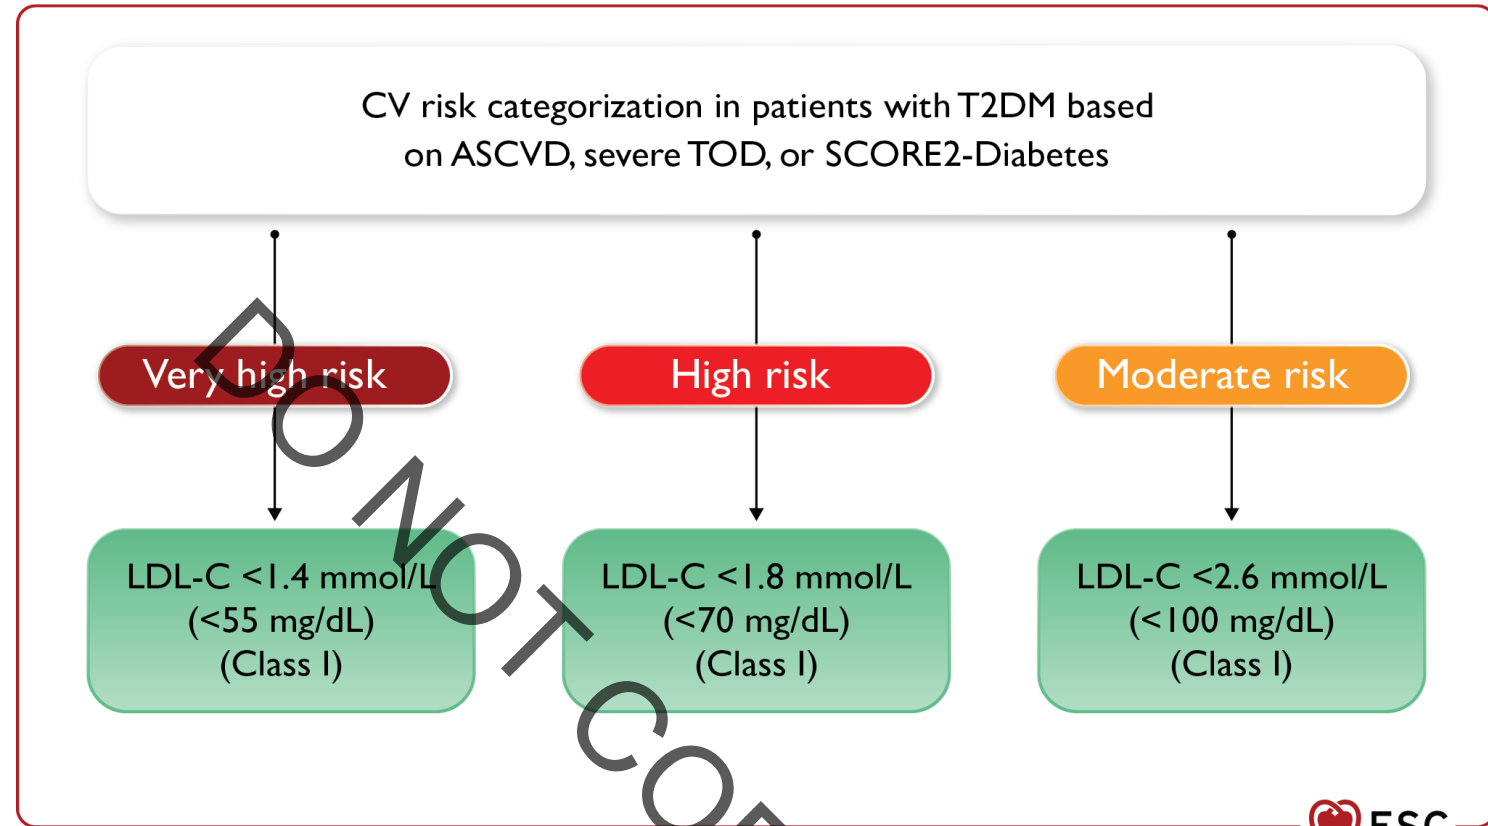 CV risk categorization in patients with T2DM based
on ASCVD, severe TOD, or SCORE2-Diabetes
Very high risk
High risk
Moderate risk
LDL-C <1.4 mmol/L
(<55 mg/dL)
(Class I)
LDL-C <1.8 mmol/L
(<70 mg/dL)
(Class I)
LDL-C <2.6 mmol/L
(<100 mg/dL)
(Class I)
DO NOT COP
ESC